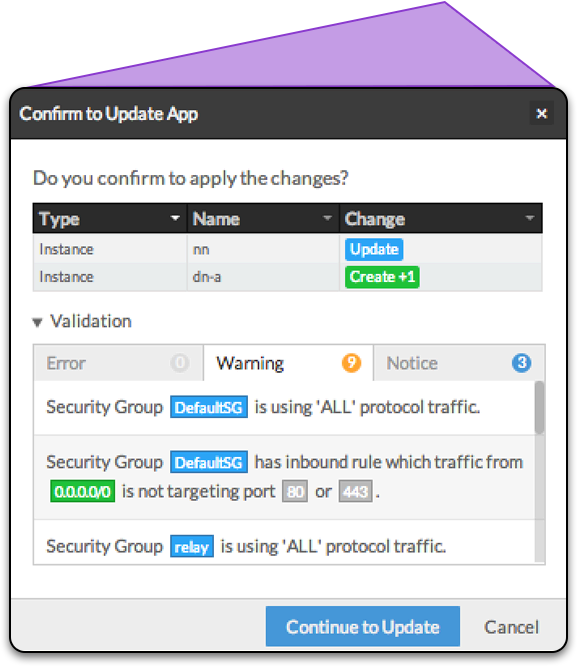 Confirm to Update App ×
Do you confirm to apply the changes?
Type Name Change
Instance nn Update
Instance dn-a Create +1
▼ Validation
Error 0 Warning 9 Notice 3
Security Group DefaultSG is using 'ALL' protocol traffic.
Security Group DefaultSG has inbound rule which traffic from
0.0.0.0/0 is not targeting port 80 or 443 .
Security Group relay is using 'ALL' protocol traffic.
Continue to Update Cancel